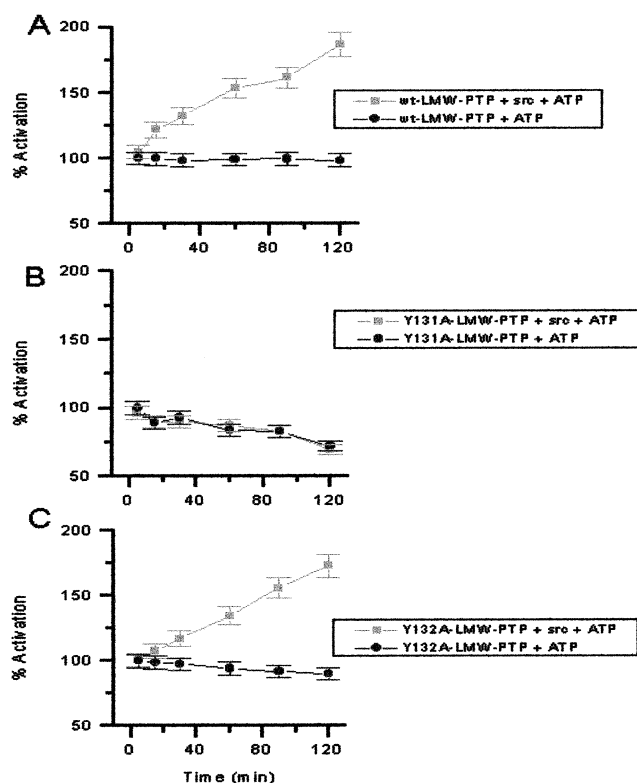 A
200
150
100
50
% Activation
0 40 80 120
wt-LMW-PTP + src + ATP
wt-LMW-PTP + ATP
B
200
150
100
50
% Activation
0 40 80 120
Y131A-LMW-PTP + src + ATP
Y131A-LMW-PTP + ATP
C
200
150
100
50
% Activation
0 40 80 120
Time (min)
Y132A-LMW-PTP + src + ATP
Y132A-LMW-PTP + ATP